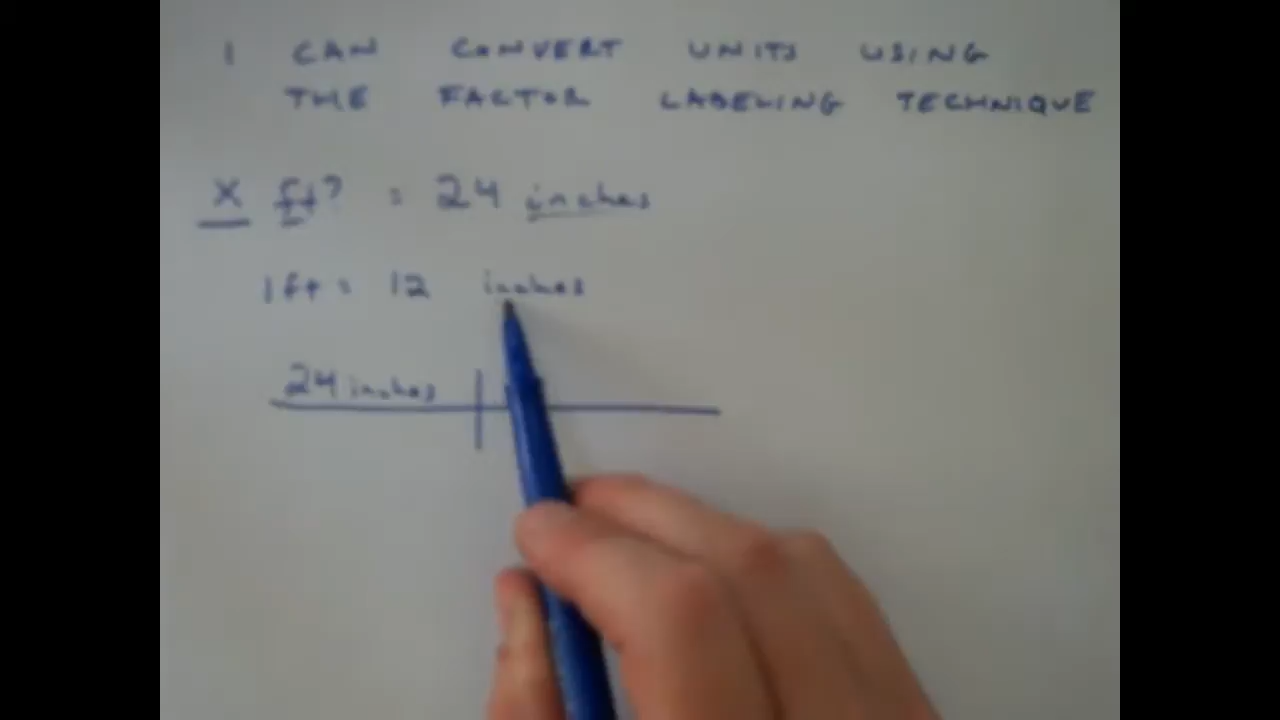 I CAN CONVERT UNITS USING
THE FACTOR LABELING TECHNIQUE
X ft? = 24 inches
1ft = 12 inches
24 inches